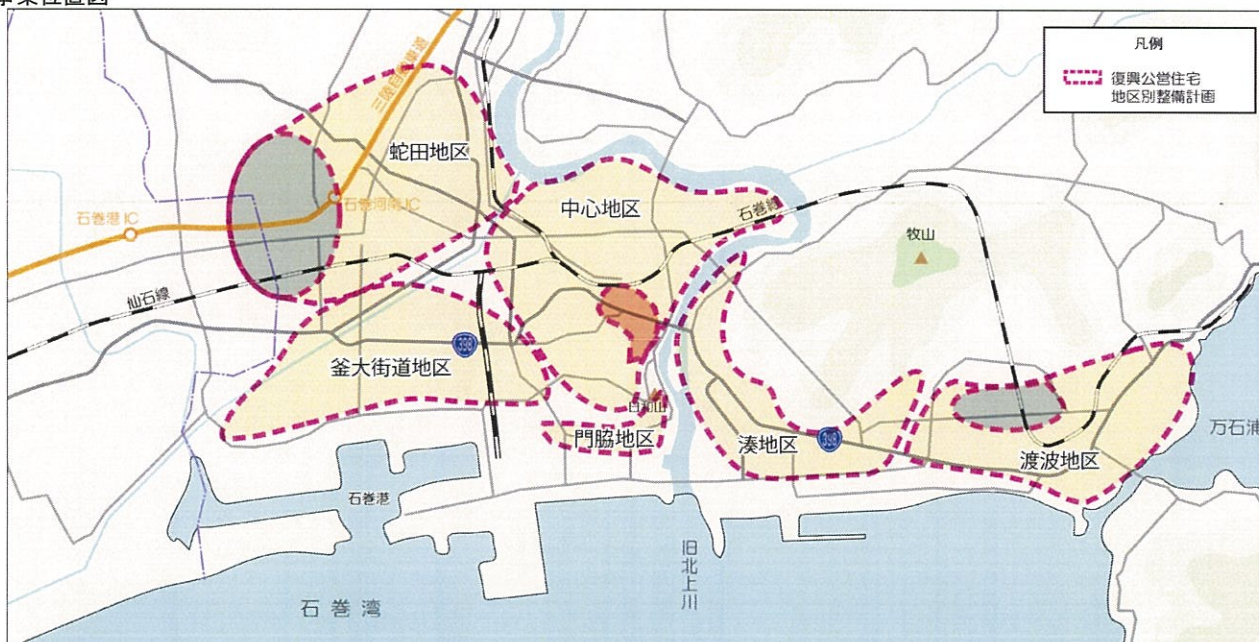 事業位置図
凡例
復興公営住宅
地区別整備計画
三陸自動車道
蛇田地区
中心地区
石巻線
石巻港IC
石巻河南JC
牧山
仙石線
398
釜大街道地区
日和山
門脇地区
湊地区
398
渡波地区
万石浦
石巻港
旧北上川
石巻湾